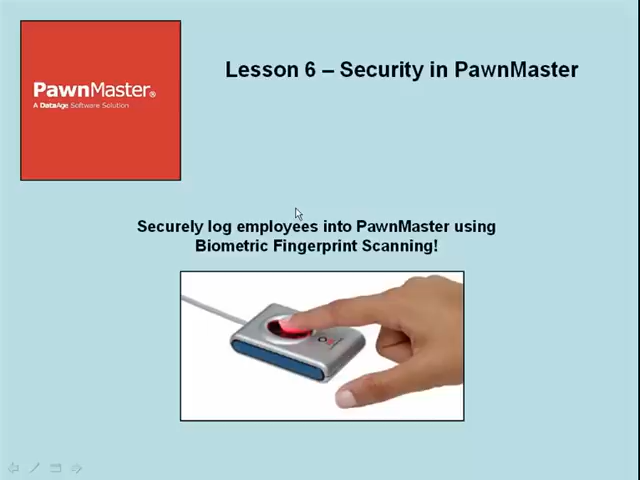 PawnMaster®
A DataAge Software Solution
Lesson 6 – Security in PawnMaster
Securely log employees into PawnMaster using
Biometric Fingerprint Scanning!